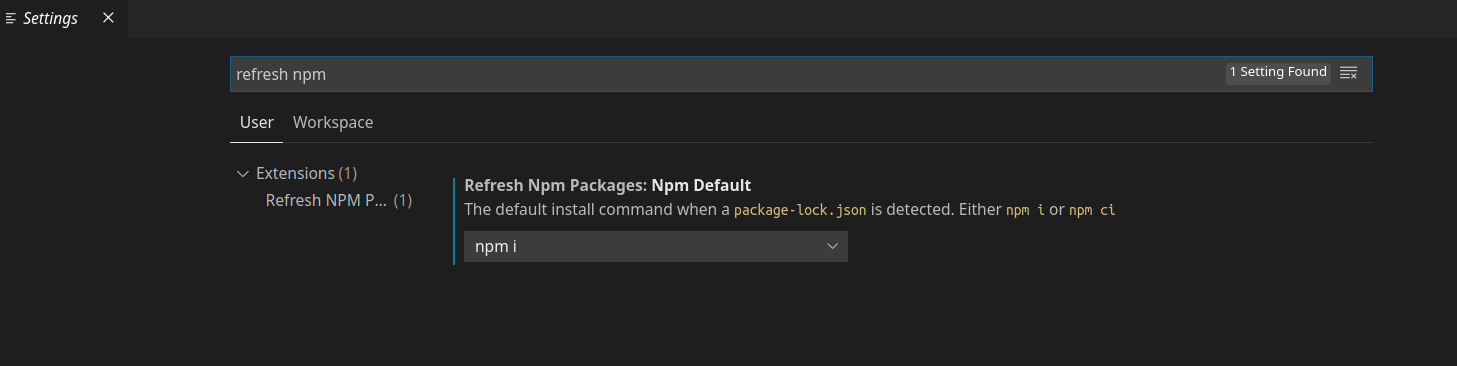 Settings
refresh npm
1 Setting Found
User Workspace
Extensions (1)
Refresh NPM P... (1)
Refresh Npm Packages: Npm Default
The default install command when a package-lock.json is detected. Either npm i or npm ci
npm i